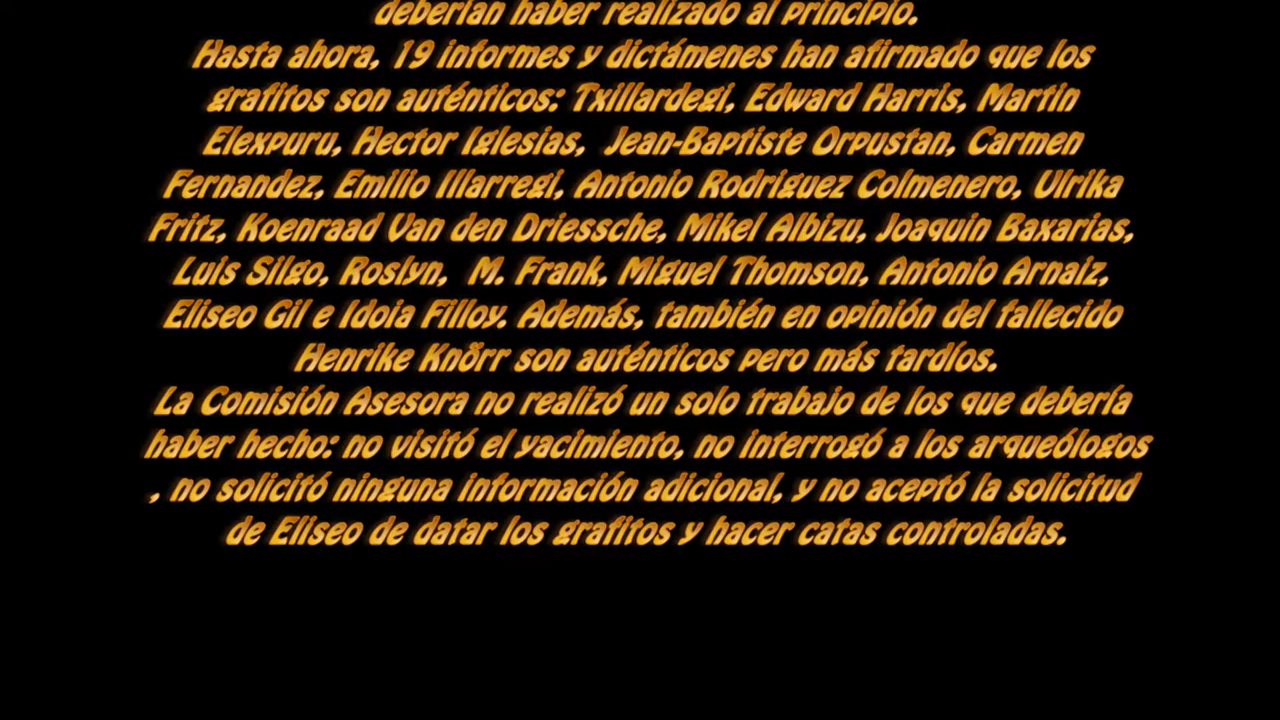 deberían haber realizado al principio.
Hasta ahora, 19 informes y dictámenes han afirmado que los
grafitos son auténticos: Txillardegi, Edward Harris, Martin
Elexpuru, Hector Iglesias, Jean-Baptiste Orpustan, Carmen
Fernandez, Emilio Illarregi, Antonio Rodriguez Colmenero, Ulrika
Fritz, Koenraad Van den Driessche, Mikel Albizu, Joaquin Baxarias,
Luis Silgo, Roslyn, M. Frank, Miguel Thomson, Antonio Arnaiz,
Eliseo Gil e Idoia Filloy. Además, también en opinión del fallecido
Henrike Knörr son auténticos pero más tardíos.
La Comisión Asesora no realizó un solo trabajo de los que debería
haber hecho: no visitó el yacimiento, no interrogó a los arqueólogos
, no solicitó ninguna información adicional, y no aceptó la solicitud
de Eliseo de datar los grafitos y hacer catas controladas.